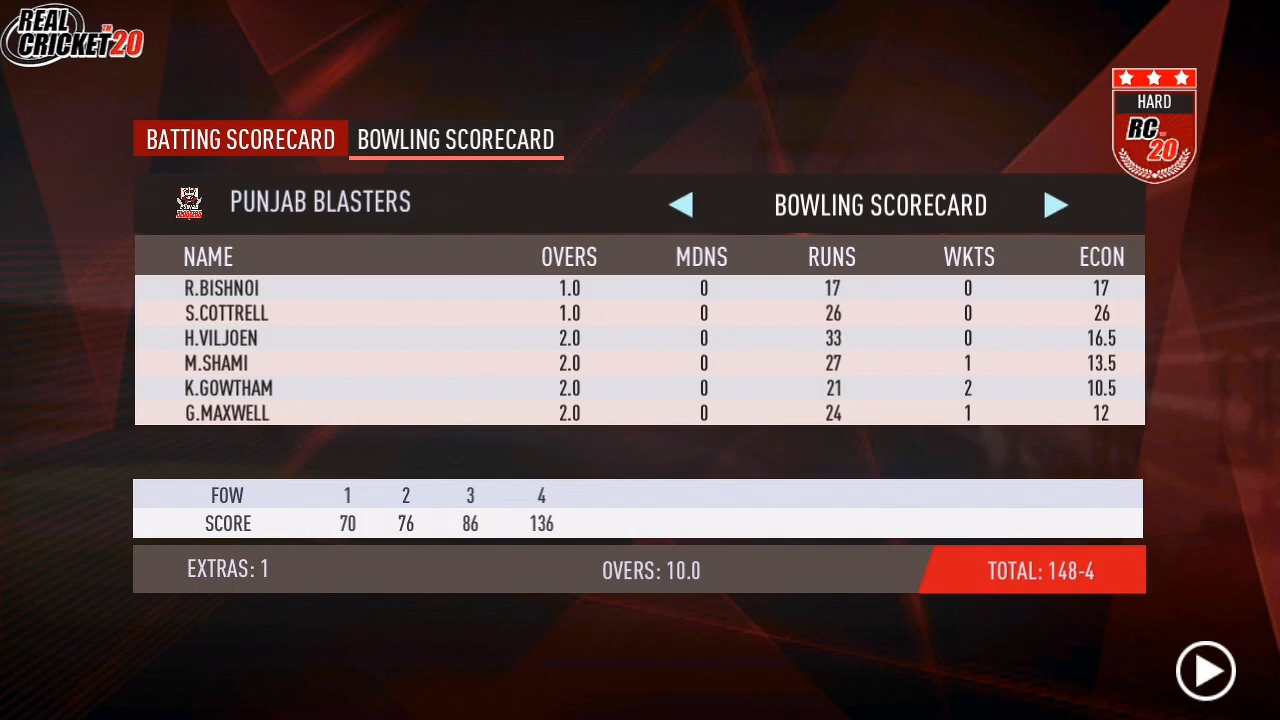 REAL
CRICKET 20
TM
HARD
RC 20
BATTING SCORECARD BOWLING SCORECARD
PUNJAB BLASTERS BOWLING SCORECARD
NAME OVERS MDNS RUNS WKTS ECON
R.BISHNOI 1.0 0 17 0 17
S.COTTRELL 1.0 0 26 0 26
H.VILJOEN 2.0 0 33 0 16.5
M.SHAMI 2.0 0 27 1 13.5
K.GOWTHAM 2.0 0 21 2 10.5
G.MAXWELL 2.0 0 24 1 12
FOW 1 2 3 4
SCORE 70 76 86 136
EXTRAS: 1 OVERS: 10.0 TOTAL: 148-4